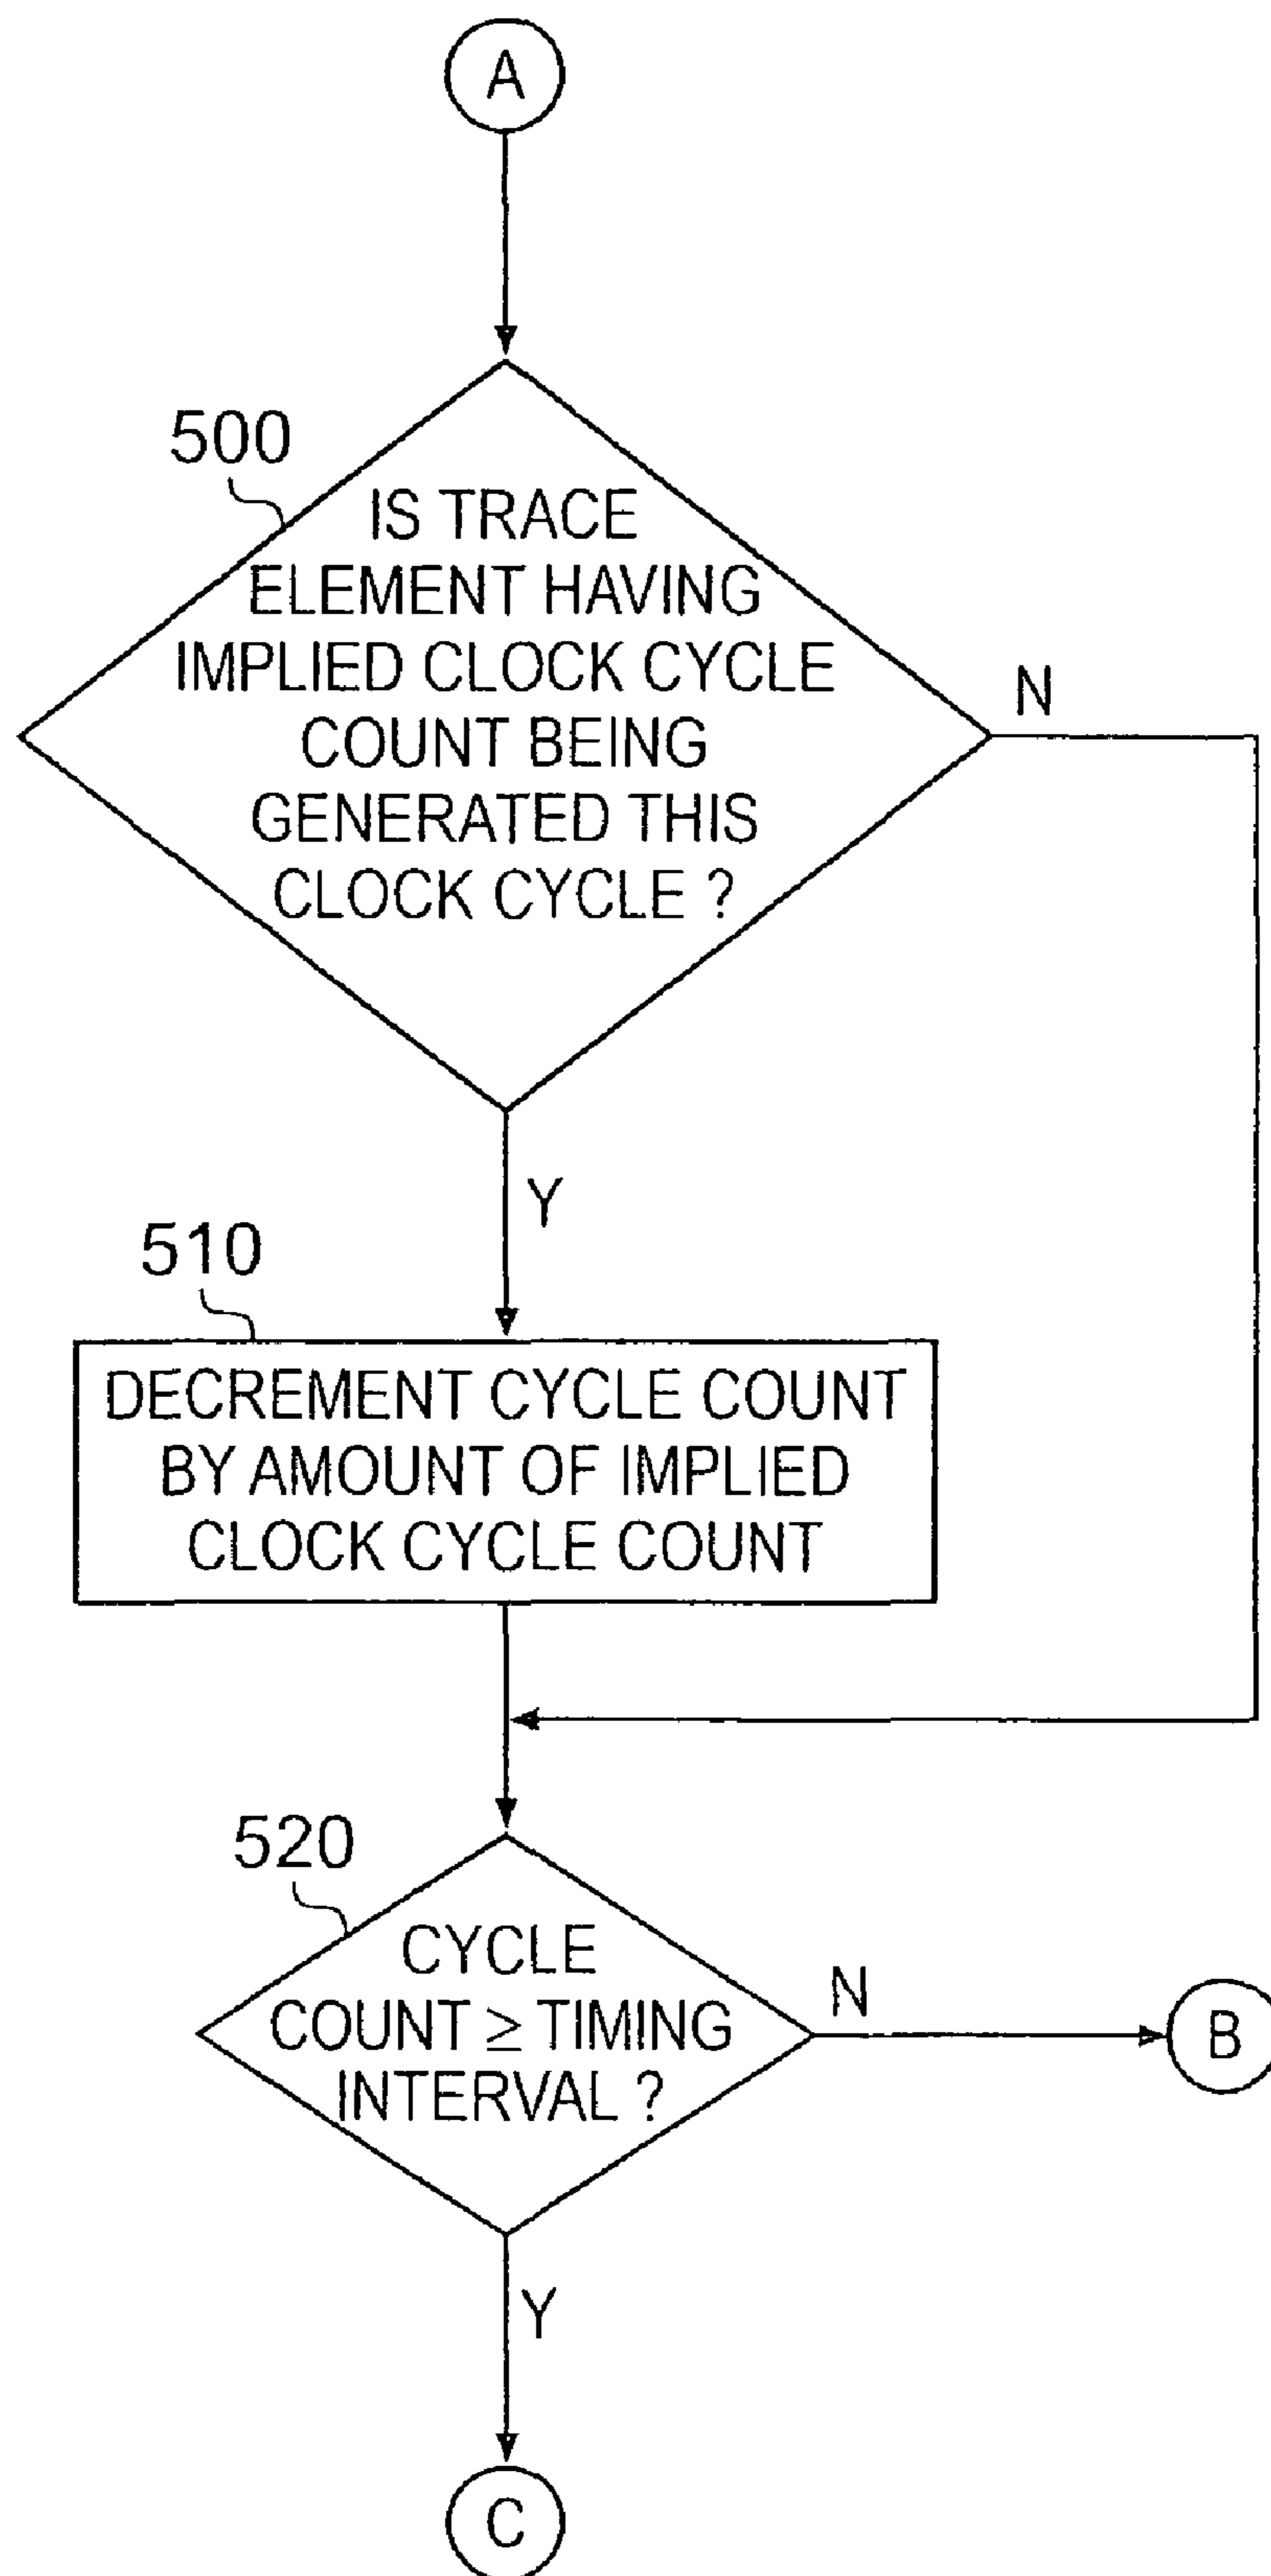 A
500
IS TRACE
ELEMENT HAVING
IMPLIED CLOCK CYCLE
COUNT BEING
GENERATED THIS
CLOCK CYCLE ?
N
Y
510
DECREMENT CYCLE COUNT
BY AMOUNT OF IMPLIED
CLOCK CYCLE COUNT
520
CYCLE
COUNT ≥ TIMING
INTERVAL ?
N
B
Y
C